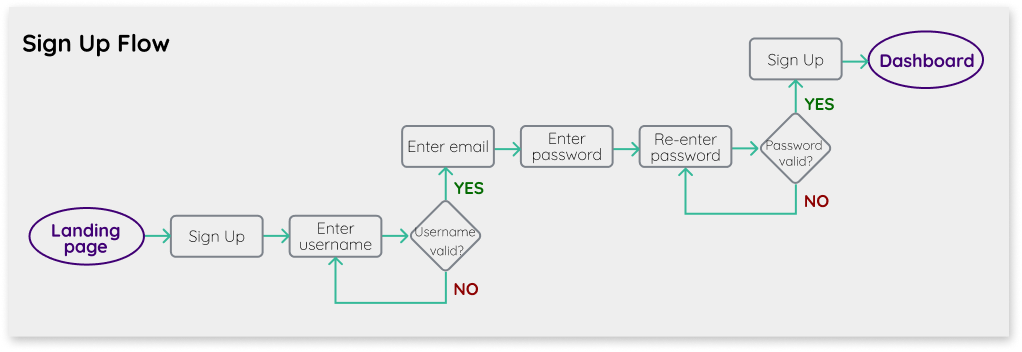 Sign Up Flow
Landing
page
Sign Up
Enter
username
Username
valid?
NO
YES
Enter email
Enter
password
Re-enter
password
Password
valid?
NO
YES
Sign Up
Dashboard